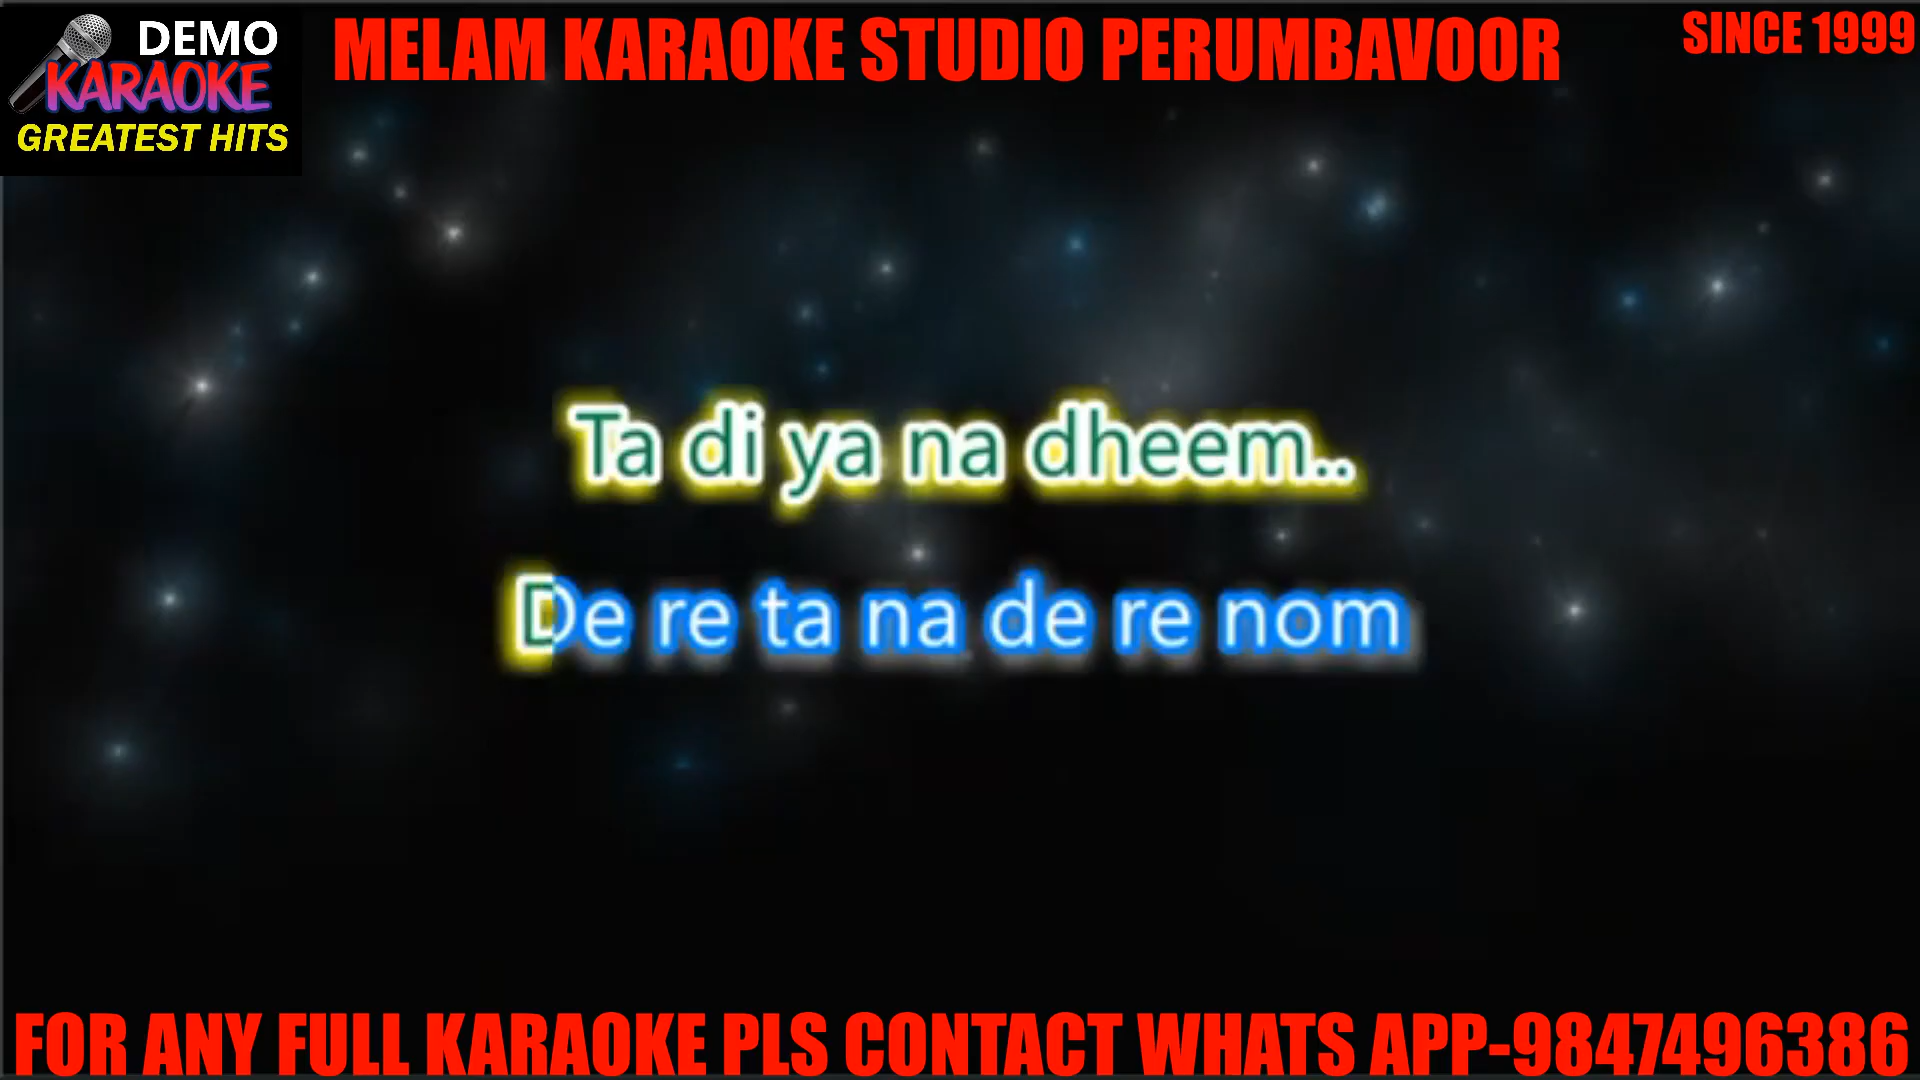 DEMO
KARAOKE
GREATEST HITS
MELAM KARAOKE STUDIO PERUMBAVOOR
SINCE 1999
Ta di ya na dheem..
De re ta na de re nom
FOR ANY FULL KARAOKE PLS CONTACT WHATS APP-9847496386